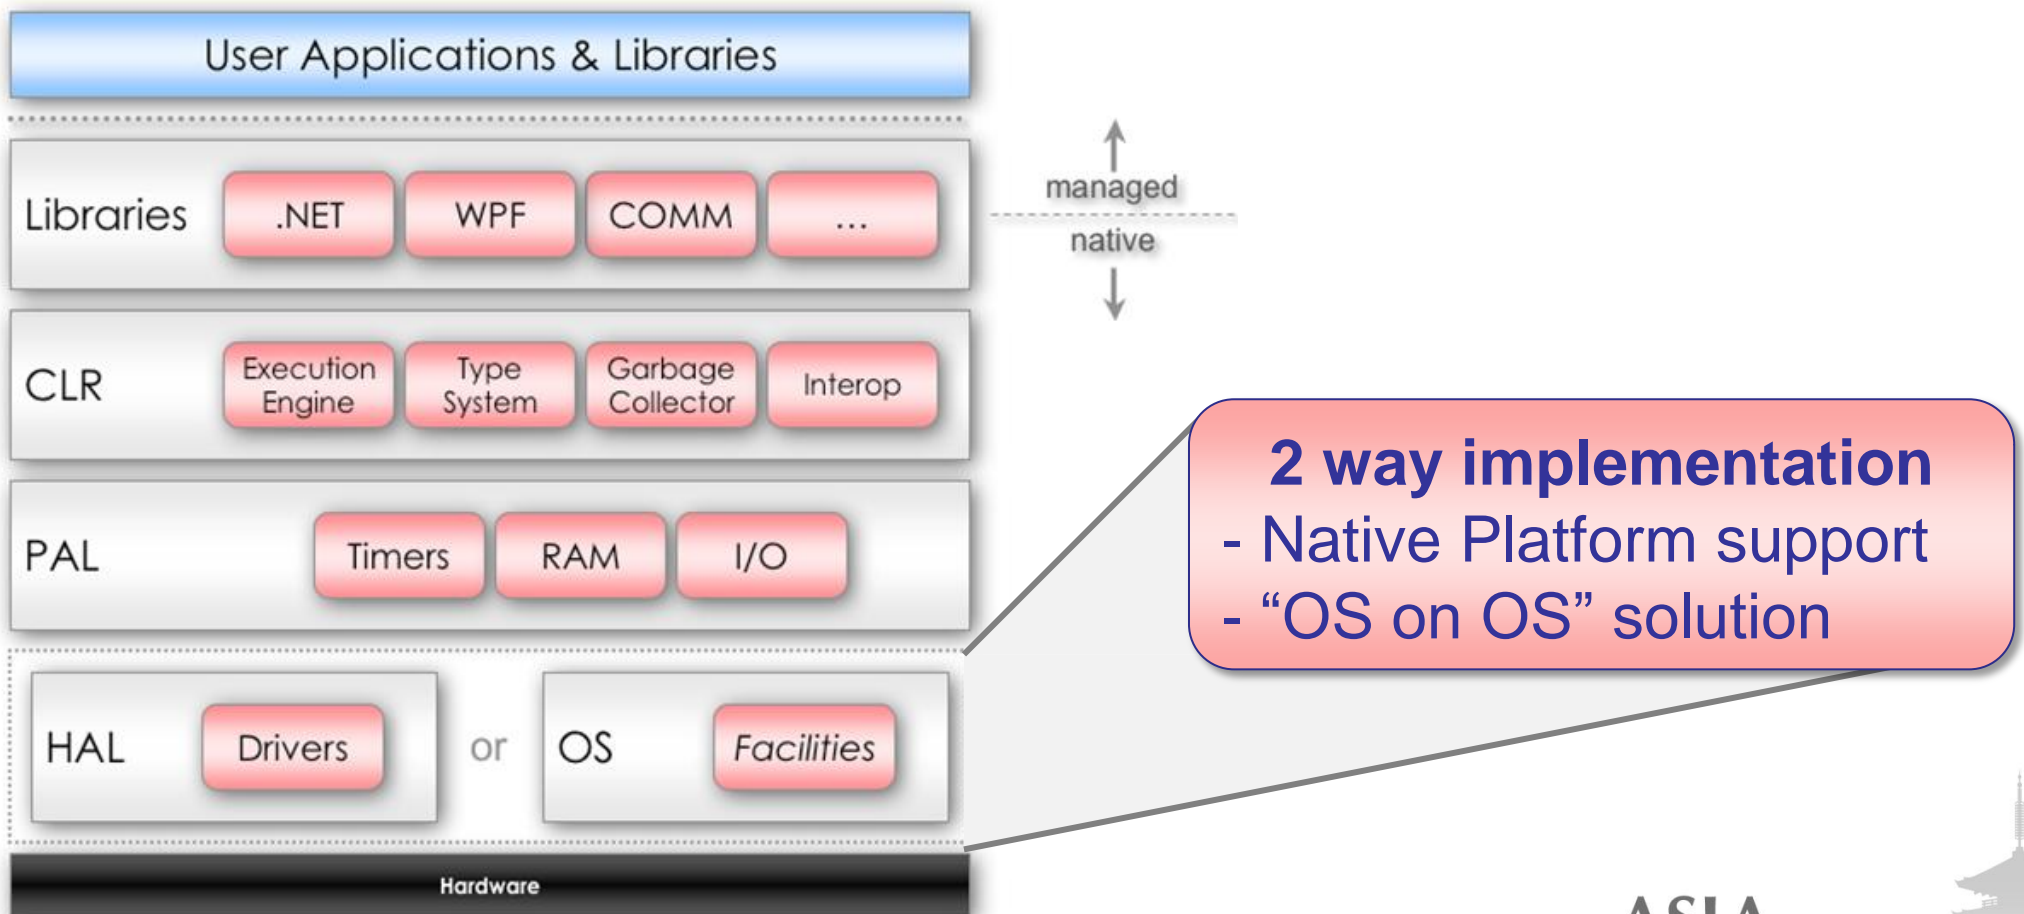 User Applications & Libraries
Libraries .NET WPF COMM ...
managed
native
CLR Execution Engine Type System Garbage Collector Interop
2 way implementation
- Native Platform support
- “OS on OS” solution
PAL Timers RAM I/O
HAL Drivers or OS Facilities
Hardware
ASIA